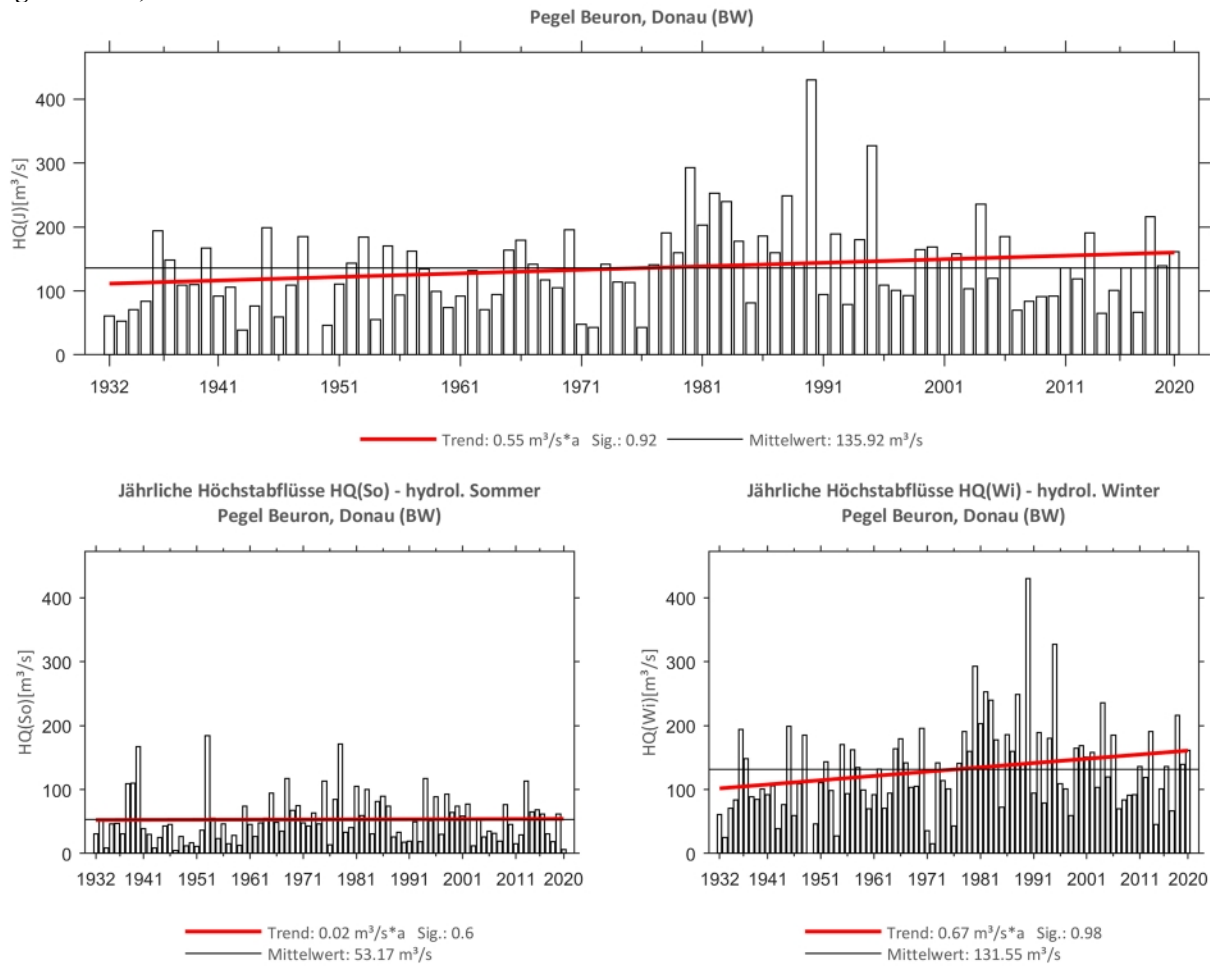 Pegel Beuron, Donau (BW)
HQ(J)[m³/s]
400
300
200
100
0
1932 1941 1951 1961 1971 1981 1991 2001 2011 2020
Trend: 0.55 m³/s*a Sig.: 0.92 Mittelwert: 135.92 m³/s
Jährliche Höchstabflüsse HQ(So) - hydrol. Sommer
Pegel Beuron, Donau (BW)
HQ(So)[m³/s]
400
300
200
100
0
1932 1941 1951 1961 1971 1981 1991 2001 2011 2020
Trend: 0.02 m³/s*a Sig.: 0.6
Mittelwert: 53.17 m³/s
Jährliche Höchstabflüsse HQ(Wi) - hydrol. Winter
Pegel Beuron, Donau (BW)
HQ(Wi)[m³/s]
400
300
200
100
0
1932 1941 1951 1961 1971 1981 1991 2001 2011 2020
Trend: 0.67 m³/s*a Sig.: 0.98
Mittelwert: 131.55 m³/s